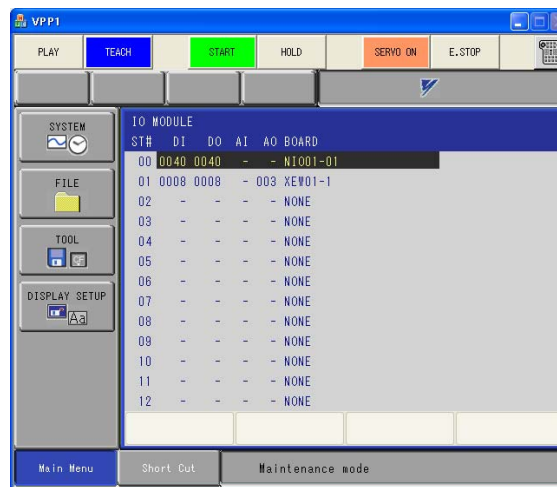 VPP1
PLAY TEACH START HOLD SERVO ON E.STOP
SYSTEM
FILE
TOOL
DISPLAY SETUP
IO MODULE
ST# DI DO AI AO BOARD
00 0040 0040 - - NIO01-01
01 0008 0008 - 003 XEW01-1
02 - - - - NONE
03 - - - - NONE
04 - - - - NONE
05 - - - - NONE
06 - - - - NONE
07 - - - - NONE
08 - - - - NONE
09 - - - - NONE
10 - - - - NONE
11 - - - - NONE
12 - - - - NONE
Main Menu Short Cut Maintenance mode